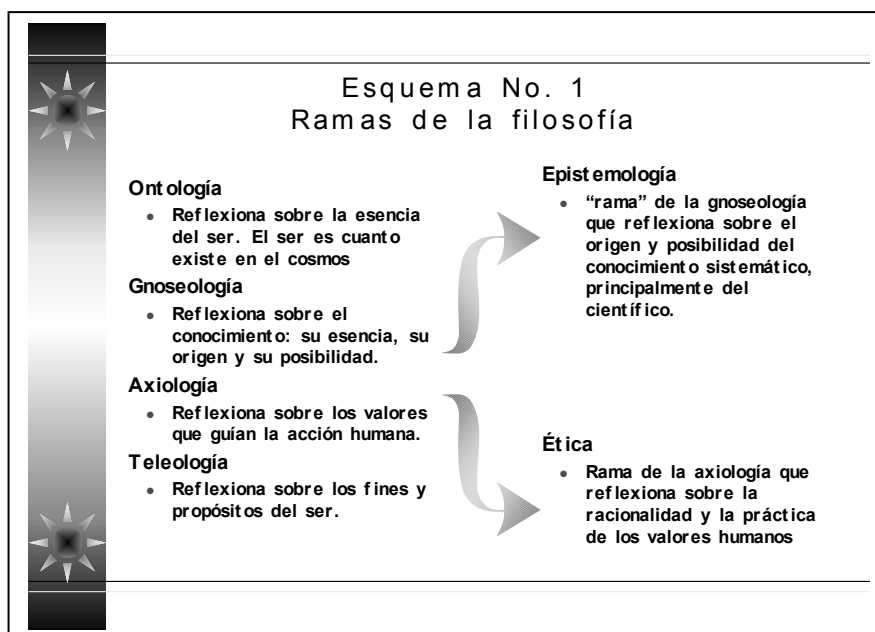 Esquema No. 1
Ramas de la filosofía
Ontología
• Reflexiona sobre la esencia
del ser. El ser es cuanto
existe en el cosmos
Gnoseología
• Reflexiona sobre el
conocimiento: su esencia, su
origen y su posibilidad.
Axiología
• Reflexiona sobre los valores
que guían la acción humana.
Teleología
• Reflexiona sobre los fines y
propósitos del ser.
Epistemología
• “rama” de la gnoseología
que reflexiona sobre el
origen y posibilidad del
conocimiento sistemático,
principalmente del
científico.
Ética
• Rama de la axiología que
reflexiona sobre la
racionalidad y la práctica
de los valores humanos